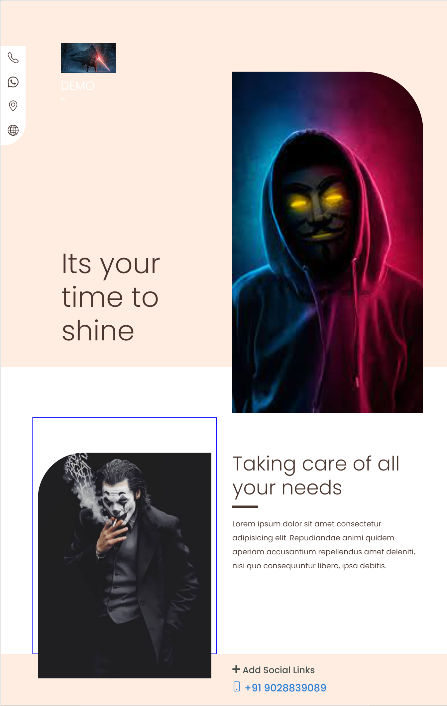 DEMO
Its your
time to
shine
Taking care of all
your needs
Lorem ipsum dolor sit amet consectetur
adipisicing elit. Repudiandae animi quidem
aperiam accusantium repellendus amet deleniti,
nisi quo consequuntur libero, ipsa debitis.
Add Social Links
+91 9028839089